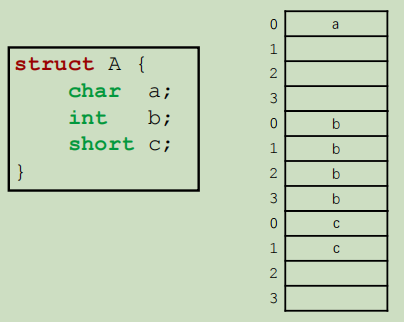 struct A {
    char  a;
    int   b;
    short c;
}
0 a
1
2
3
0 b
1 b
2 b
3 b
0 c
1 c
2
3